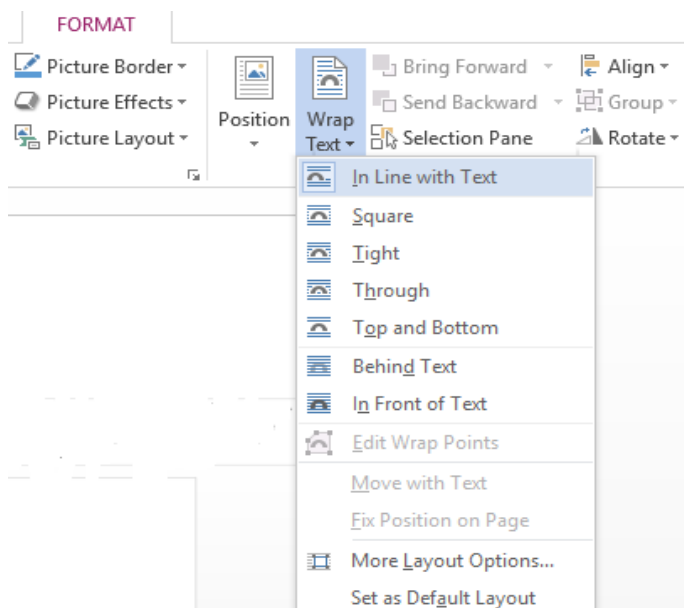 FORMAT
Picture Border
Picture Effects
Picture Layout
Position
Wrap
Text
Bring Forward
Send Backward
Selection Pane
Align
Group
Rotate
In Line with Text
Square
Tight
Through
Top and Bottom
Behind Text
In Front of Text
Edit Wrap Points
Move with Text
Fix Position on Page
More Layout Options...
Set as Default Layout